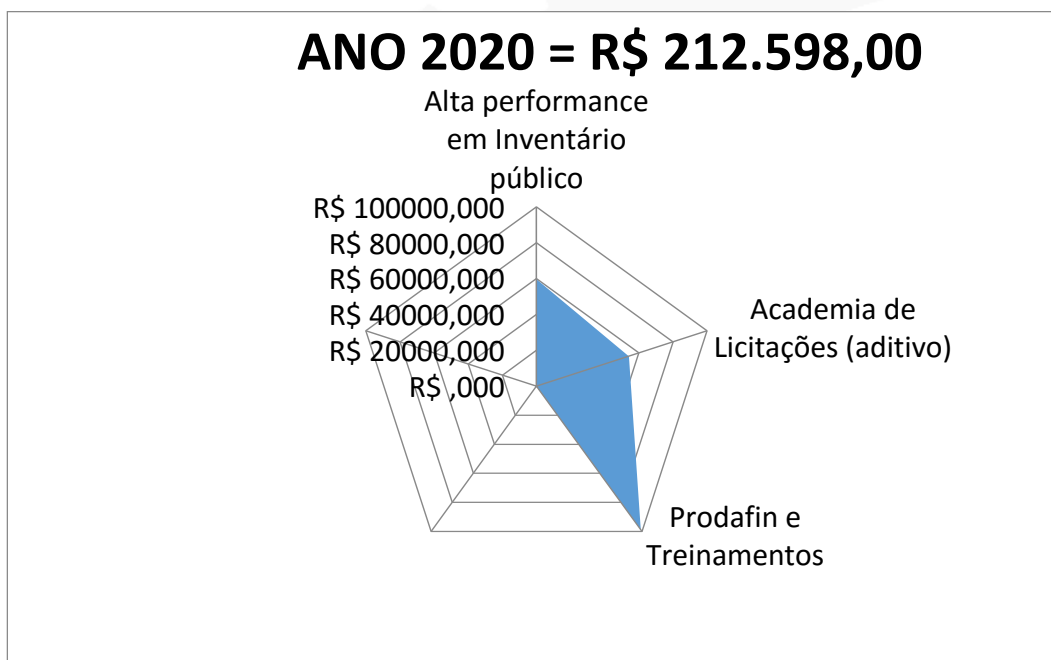 ANO 2020 = R$ 212.598,00
Alta performance
em Inventário
público
R$ 100000,000
R$ 80000,000
R$ 60000,000
R$ 40000,000
R$ 20000,000
R$ ,000
Academia de
Licitações (aditivo)
Prodafin e
Treinamentos